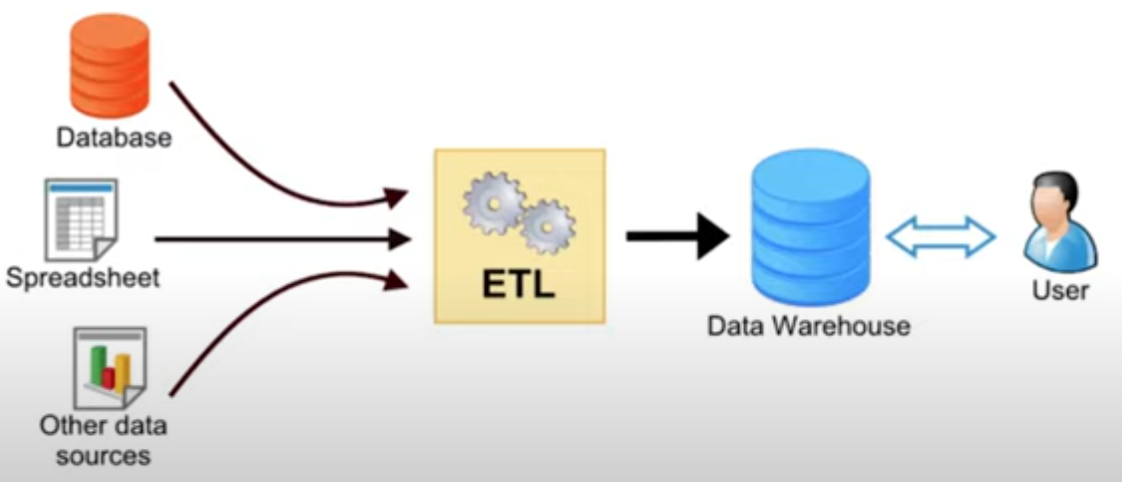 Database
Spreadsheet
Other data
sources
ETL
Data Warehouse
User